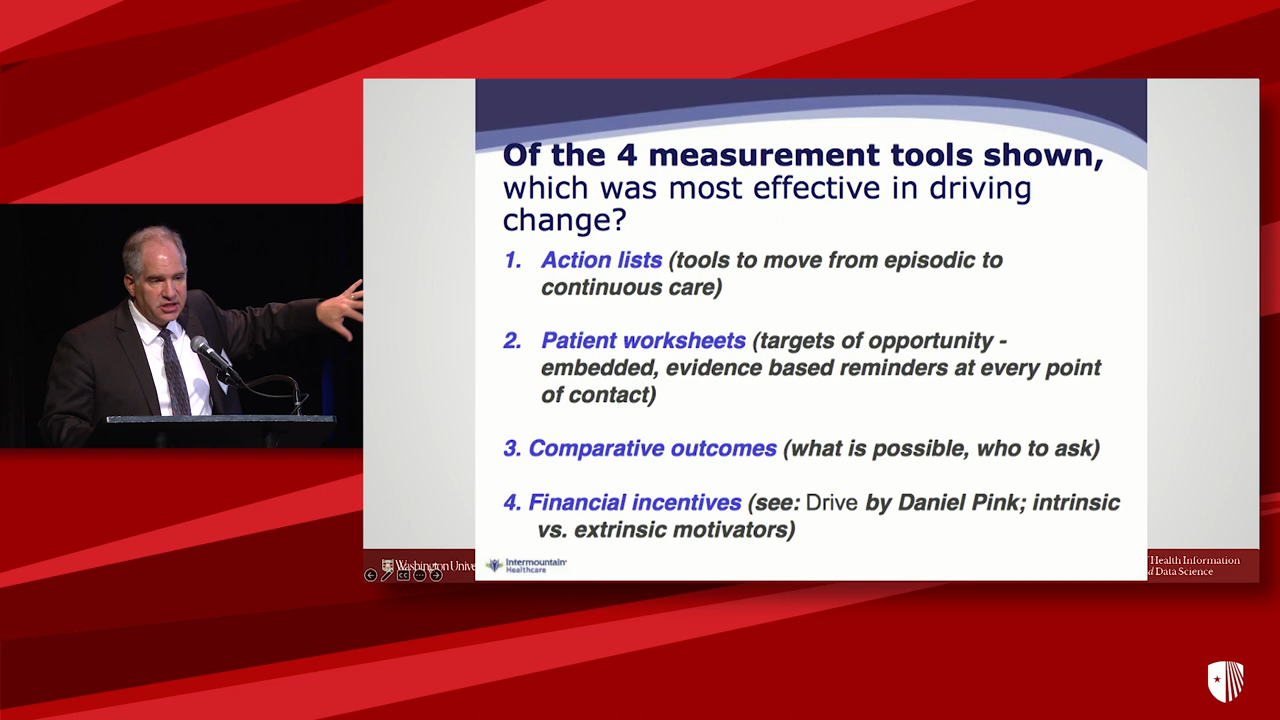 Of the 4 measurement tools shown,
which was most effective in driving
change?
1. Action lists (tools to move from episodic to
continuous care)
2. Patient worksheets (targets of opportunity -
embedded, evidence based reminders at every point
of contact)
3. Comparative outcomes (what is possible, who to ask)
4. Financial incentives (see: Drive by Daniel Pink; intrinsic
vs. extrinsic motivators)
Washington Unive
Intermountain
Healthcare
Health Information
Data Science